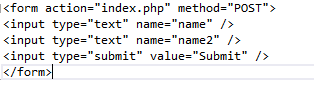 <form action="index.php" method="POST">
<input type="text" name="name" />
<input type="text" name="name2" />
<input type="submit" value="Submit" />
</form>